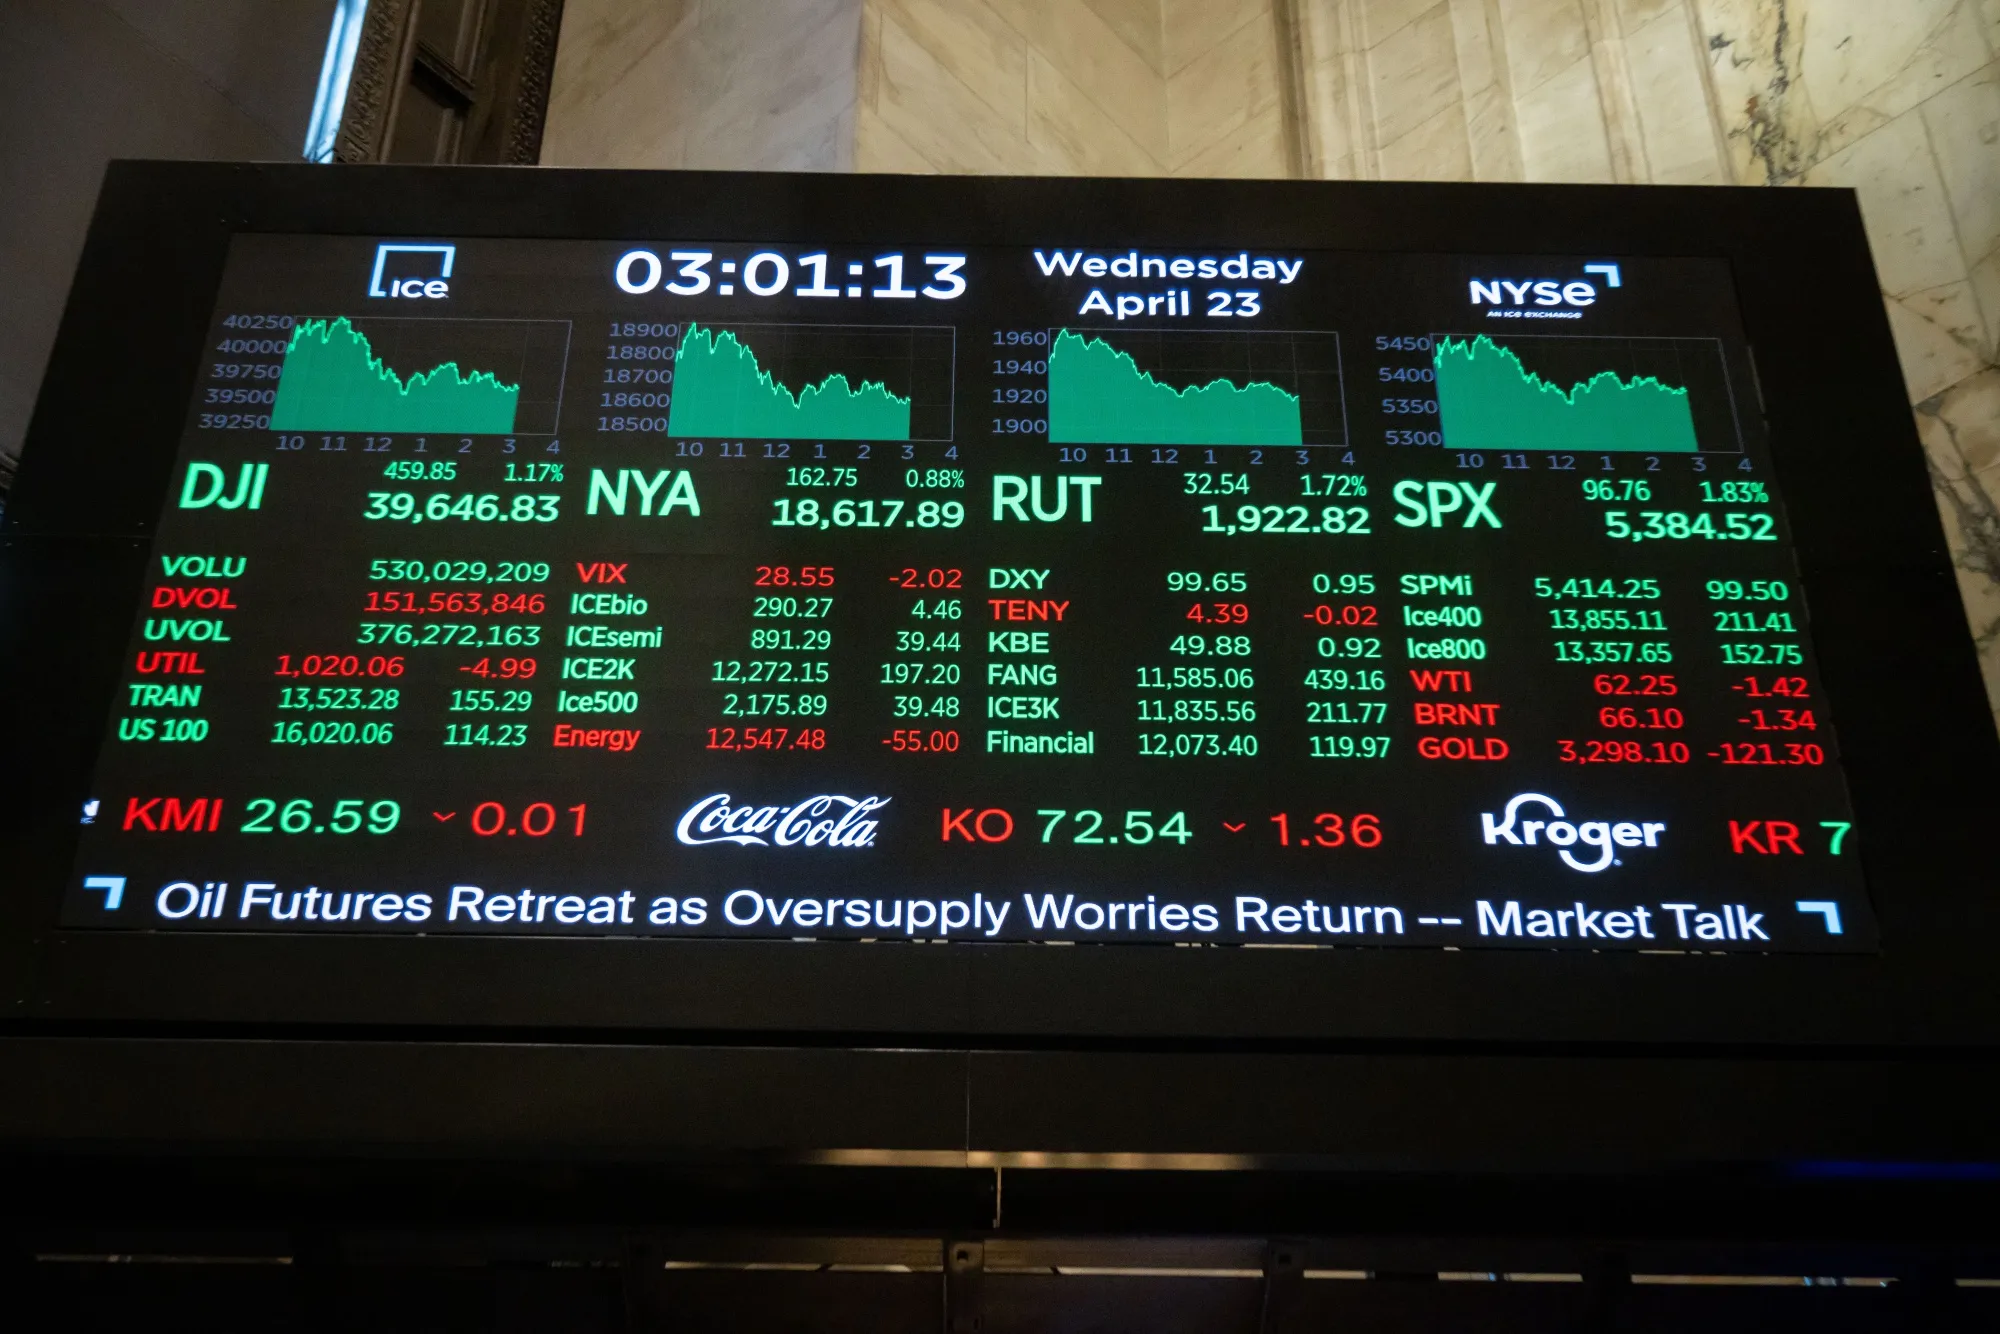 ICE 03:01:13 Wednesday April 23 NYSE
AN ICE EXCHANGE
40250
40000
39750
39500
39250
10 11 12 1 2 3 4
18900
18800
18700
18600
18500
10 11 12 1 2 3 4
1960
1940
1920
1900
10 11 12 1 2 3 4
5450
5400
5350
5300
10 11 12 1 2 3 4
DJI 459.85 1.17%
39,646.83
NYA 162.75 0.88%
18,617.89
RUT 32.54 1.72%
1,922.82
SPX 96.76 1.83%
5,384.52
VOLU 530,029,209
DVOL 151,563,846
UVOL 376,272,163
UTIL 1,020.06 -4.99
TRAN 13,523.28 155.29
US 100 16,020.06 114.23
VIX 28.55 -2.02
ICEbio 290.27 4.46
ICEsemi 891.29 39.44
ICE2K 12,272.15 197.20
Ice500 2,175.89 39.48
Energy 12,547.48 -55.00
DXY 99.65 0.95
TENY 4.39 -0.02
KBE 49.88 0.92
FANG 11,585.06 439.16
ICE3K 11,835.56 211.77
Financial 12,073.40 119.97
SPMi 5,414.25 99.50
Ice400 13,855.11 211.41
Ice800 13,357.65 152.75
WTI 62.25 -1.42
BRNT 66.10 -1.34
GOLD 3,298.10 -121.30
KMI 26.59 0.01 Coca-Cola KO 72.54 1.36 Kroger KR 7
Oil Futures Retreat as Oversupply Worries Return -- Market Talk